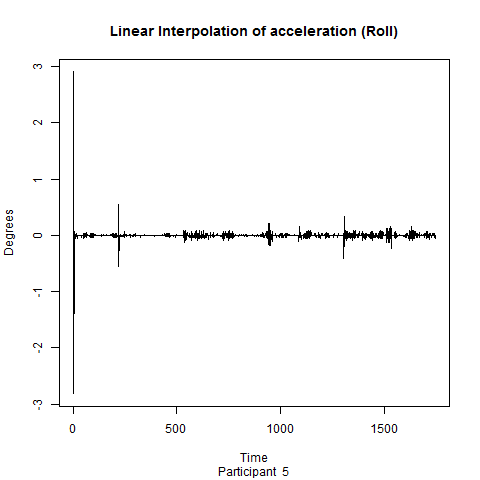 Linear Interpolation of acceleration (Roll)
3
2
1
0
-1
-2
-3
Degrees
0 500 1000 1500
Time
Participant 5